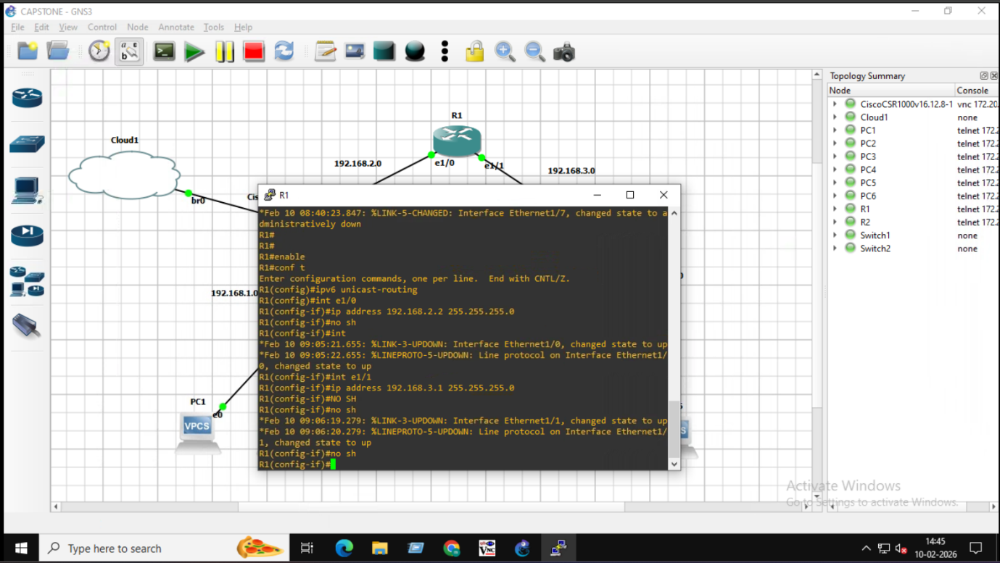 CAPSTONE - GNS3
File Edit View Control Node Annotate Tools Help
Topology Summary
Node Console
CiscoCSR1000v16.12.8-1 vnc 172.20.
Cloud1 none
PC1 telnet 172.2
PC2 telnet 172.2
PC3 telnet 172.2
PC4 telnet 172.2
PC5 telnet 172.2
PC6 telnet 172.2
R1 telnet 172.2
R2 telnet 172.2
Switch1 none
Switch2 none
R1
Cloud1
192.168.2.0
e1/0
e1/1
192.168.3.0
br0
Cis
192.168.1.0
PC1
e0
VPCS
R1
*Feb 10 08:40:23.847: %LINK-5-CHANGED: Interface Ethernet1/7, changed state to a
dministratively down
R1#
R1#
R1#enable
R1#conf t
Enter configuration commands, one per line.  End with CNTL/Z.
R1(config)#ipv6 unicast-routing
R1(config)#int e1/0
R1(config-if)#ip address 192.168.2.2 255.255.255.0
R1(config-if)#no sh
R1(config-if)#int
*Feb 10 09:05:21.655: %LINK-3-UPDOWN: Interface Ethernet1/0, changed state to up
*Feb 10 09:05:22.655: %LINEPROTO-5-UPDOWN: Line protocol on Interface Ethernet1/
0, changed state to up
R1(config-if)#int e1/1
R1(config-if)#ip address 192.168.3.1 255.255.255.0
R1(config-if)#NO SH
R1(config-if)#no sh
*Feb 10 09:06:19.279: %LINK-3-UPDOWN: Interface Ethernet1/1, changed state to up
*Feb 10 09:06:20.279: %LINEPROTO-5-UPDOWN: Line protocol on Interface Ethernet1/
1, changed state to up
R1(config-if)#no sh
R1(config-if)#
Activate Windows
Go to Settings to activate Windows.
Type here to search
14:45
10-02-2026